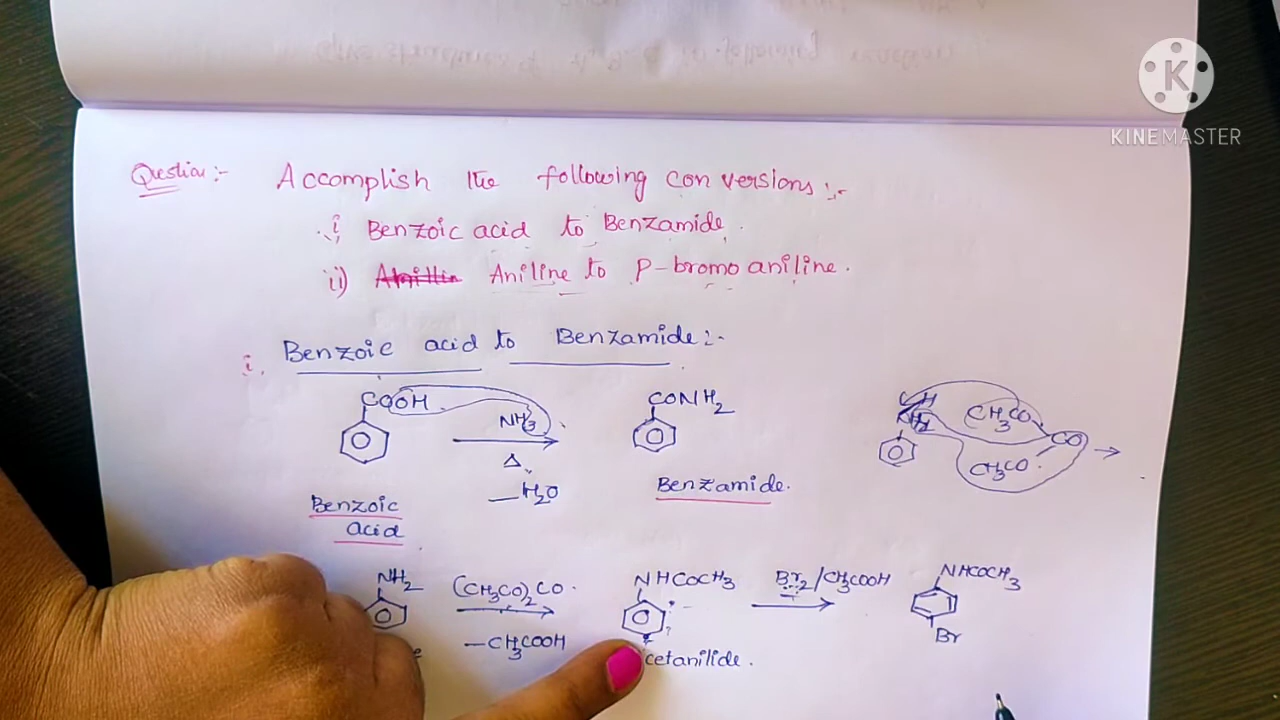 K
KINEMASTER
Question:- Accomplish the following conversions:-
i, Benzoic acid to Benzamide.
ii) Aniline to P-bromo aniline.
i. Benzoic acid to Benzamide:-
COOH
NH3
Δ
—H2O
CONH2
NH2
CH3CO
CO
CH3CO
Benzoic
acid
Benzamide.
NH2
(CH3CO)2CO
—CH3COOH
NHCOCH3
Br2/CH3COOH
NHCOCH3
Br
cetanilide.